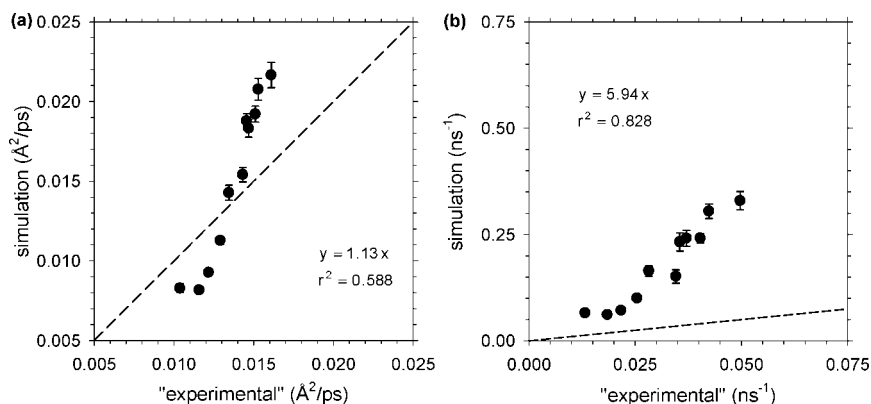 (a)
0.025
0.020
0.015
0.010
0.005
simulation (Å²/ps)
y = 1.13x
r² = 0.588
0.005
0.010
0.015
0.020
0.025
"experimental" (Å²/ps)
(b)
0.75
0.50
0.25
0.00
simulation (ns⁻¹)
y = 5.94x
r² = 0.828
0.000
0.025
0.050
0.075
"experimental" (ns⁻¹)